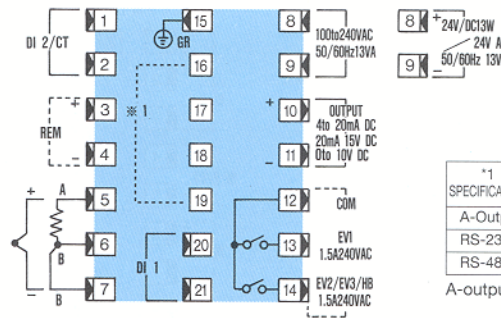 1 15 8 8 + 24V/DC13W
DI 2/CT GR 100to240VAC 24V A
50/60Hz13VA 50/60Hz 13V
2 16 9 9 −
+ 3 ※ 1 17 + 10 OUTPUT
REM 4to 20mA DC
20mA 15V DC
− 4 18 − 11 0to 10V DC
+ A 5 19 12 COM
*1
SPECIFICA
A-Out
RS-23
RS-48
A-outpu
B 6 DI 1 20 13 EV1
1.5A240VAC
− B 7 21 14 EV2/EV3/HB
1.5A240VAC